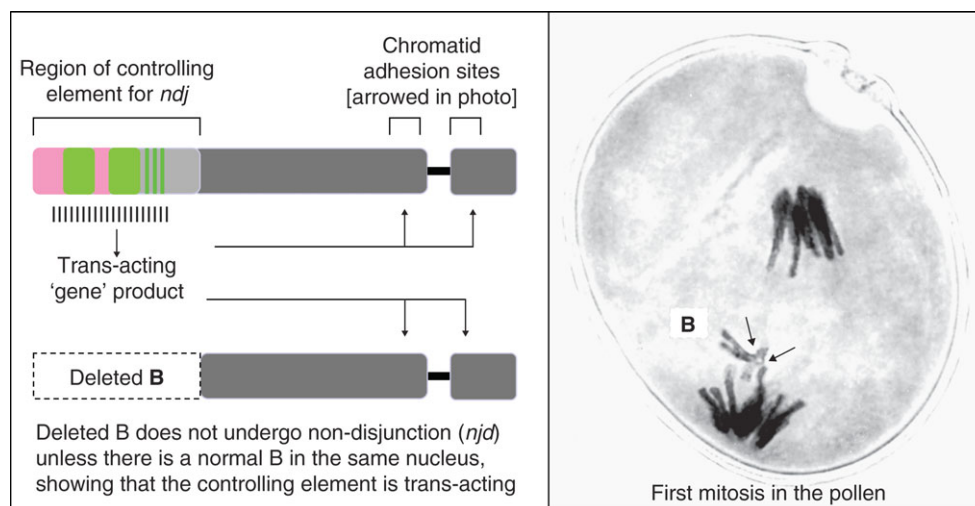 Region of controlling
element for ndj
Chromatid
adhesion sites
[arrowed in photo]
Trans-acting
‘gene’ product
Deleted B
Deleted B does not undergo non-disjunction (njd)
unless there is a normal B in the same nucleus,
showing that the controlling element is trans-acting
B
First mitosis in the pollen